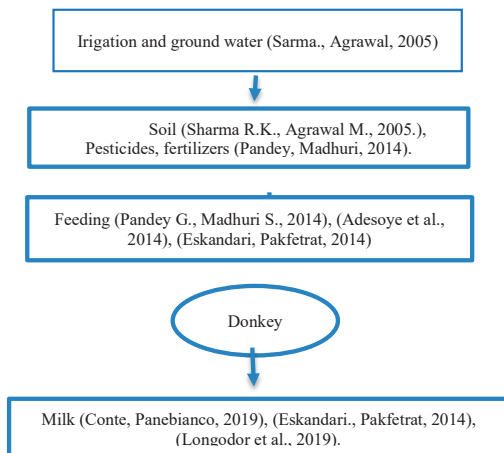 Irigation and ground water (Sarma., Agrawal, 2005)
Soil (Sharma R.K., Agrawal M., 2005.),
Pesticides, fertilizers (Pandey, Madhuri, 2014).
Feeding (Pandey G., Madhuri S., 2014), (Adesoye et al.,
2014), (Eskandari, Pakfetrat, 2014)
Donkey
Milk (Conte, Panebianco, 2019), (Eskandari., Pakfetrat, 2014),
(Longodor et al., 2019).